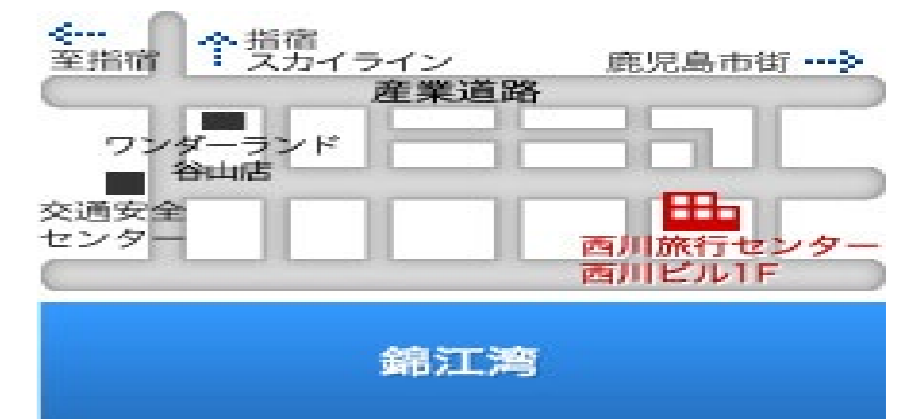 至指宿
指宿
スカイライン
鹿児島市街
産業道路
ワンダーランド
谷山店
交通安全
センター
西川旅行センター
西川ビル1F
錦江湾